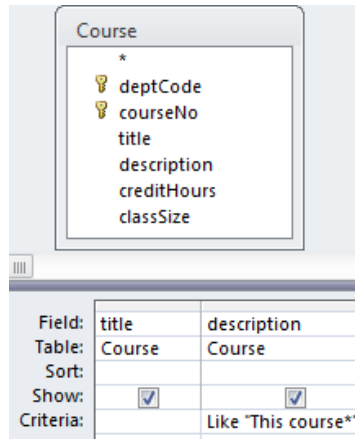 Course
*
deptCode
courseNo
title
description
creditHours
classSize
Field: title description
Table: Course Course
Sort:
Show:
Criteria: Like "This course*"